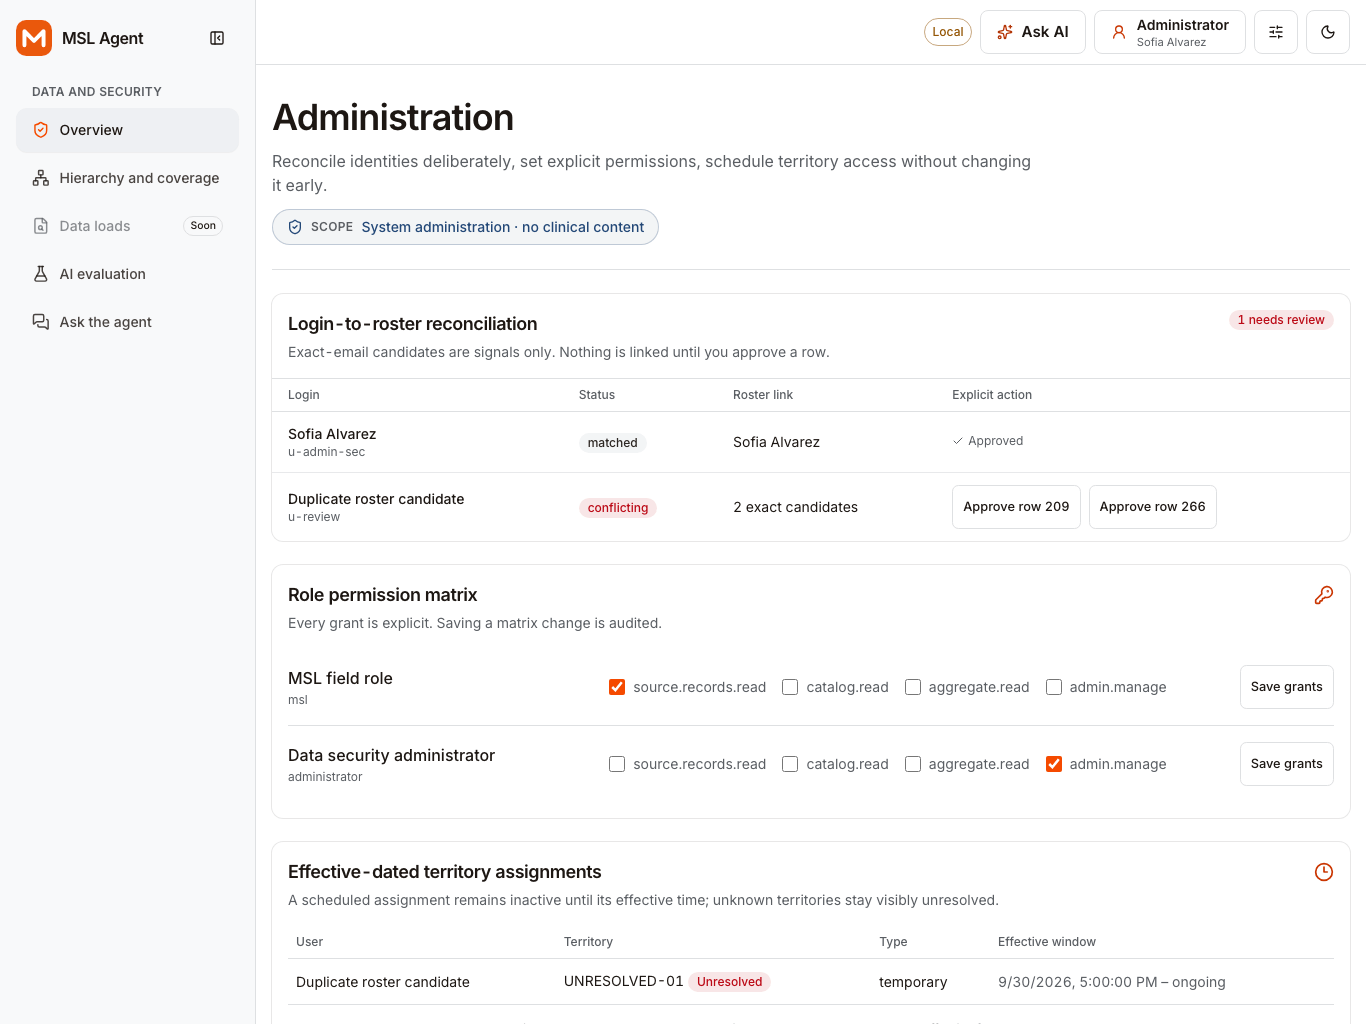 MSL Agent
DATA AND SECURITY
Overview
Hierarchy and coverage
Data loads Soon
AI evaluation
Ask the agent
Local
Ask AI
Administrator
Sofia Alvarez
Administration
Reconcile identities deliberately, set explicit permissions, schedule territory access without changing
it early.
SCOPE System administration · no clinical content
Login-to-roster reconciliation
1 needs review
Exact-email candidates are signals only. Nothing is linked until you approve a row.
Login Status Roster link Explicit action
Sofia Alvarez
u-admin-sec
matched
Sofia Alvarez
Approved
Duplicate roster candidate
u-review
conflicting
2 exact candidates
Approve row 209
Approve row 266
Role permission matrix
Every grant is explicit. Saving a matrix change is audited.
MSL field role
msl
source.records.read catalog.read aggregate.read admin.manage
Save grants
Data security administrator
administrator
source.records.read catalog.read aggregate.read admin.manage
Save grants
Effective-dated territory assignments
A scheduled assignment remains inactive until its effective time; unknown territories stay visibly unresolved.
User Territory Type Effective window
Duplicate roster candidate UNRESOLVED-01 Unresolved temporary 9/30/2026, 5:00:00 PM – ongoing